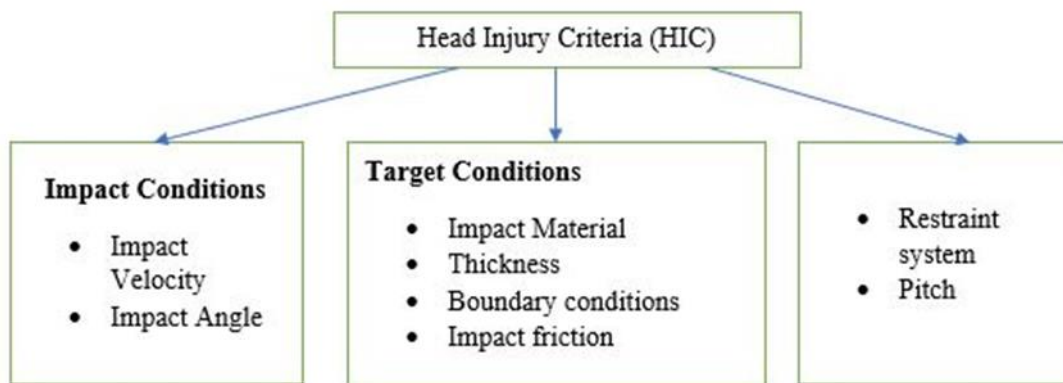 Head Injury Criteria (HIC)
Impact Conditions
• Impact
Velocity
• Impact Angle
Target Conditions
• Impact Material
• Thickness
• Boundary conditions
• Impact friction
• Restraint
system
• Pitch